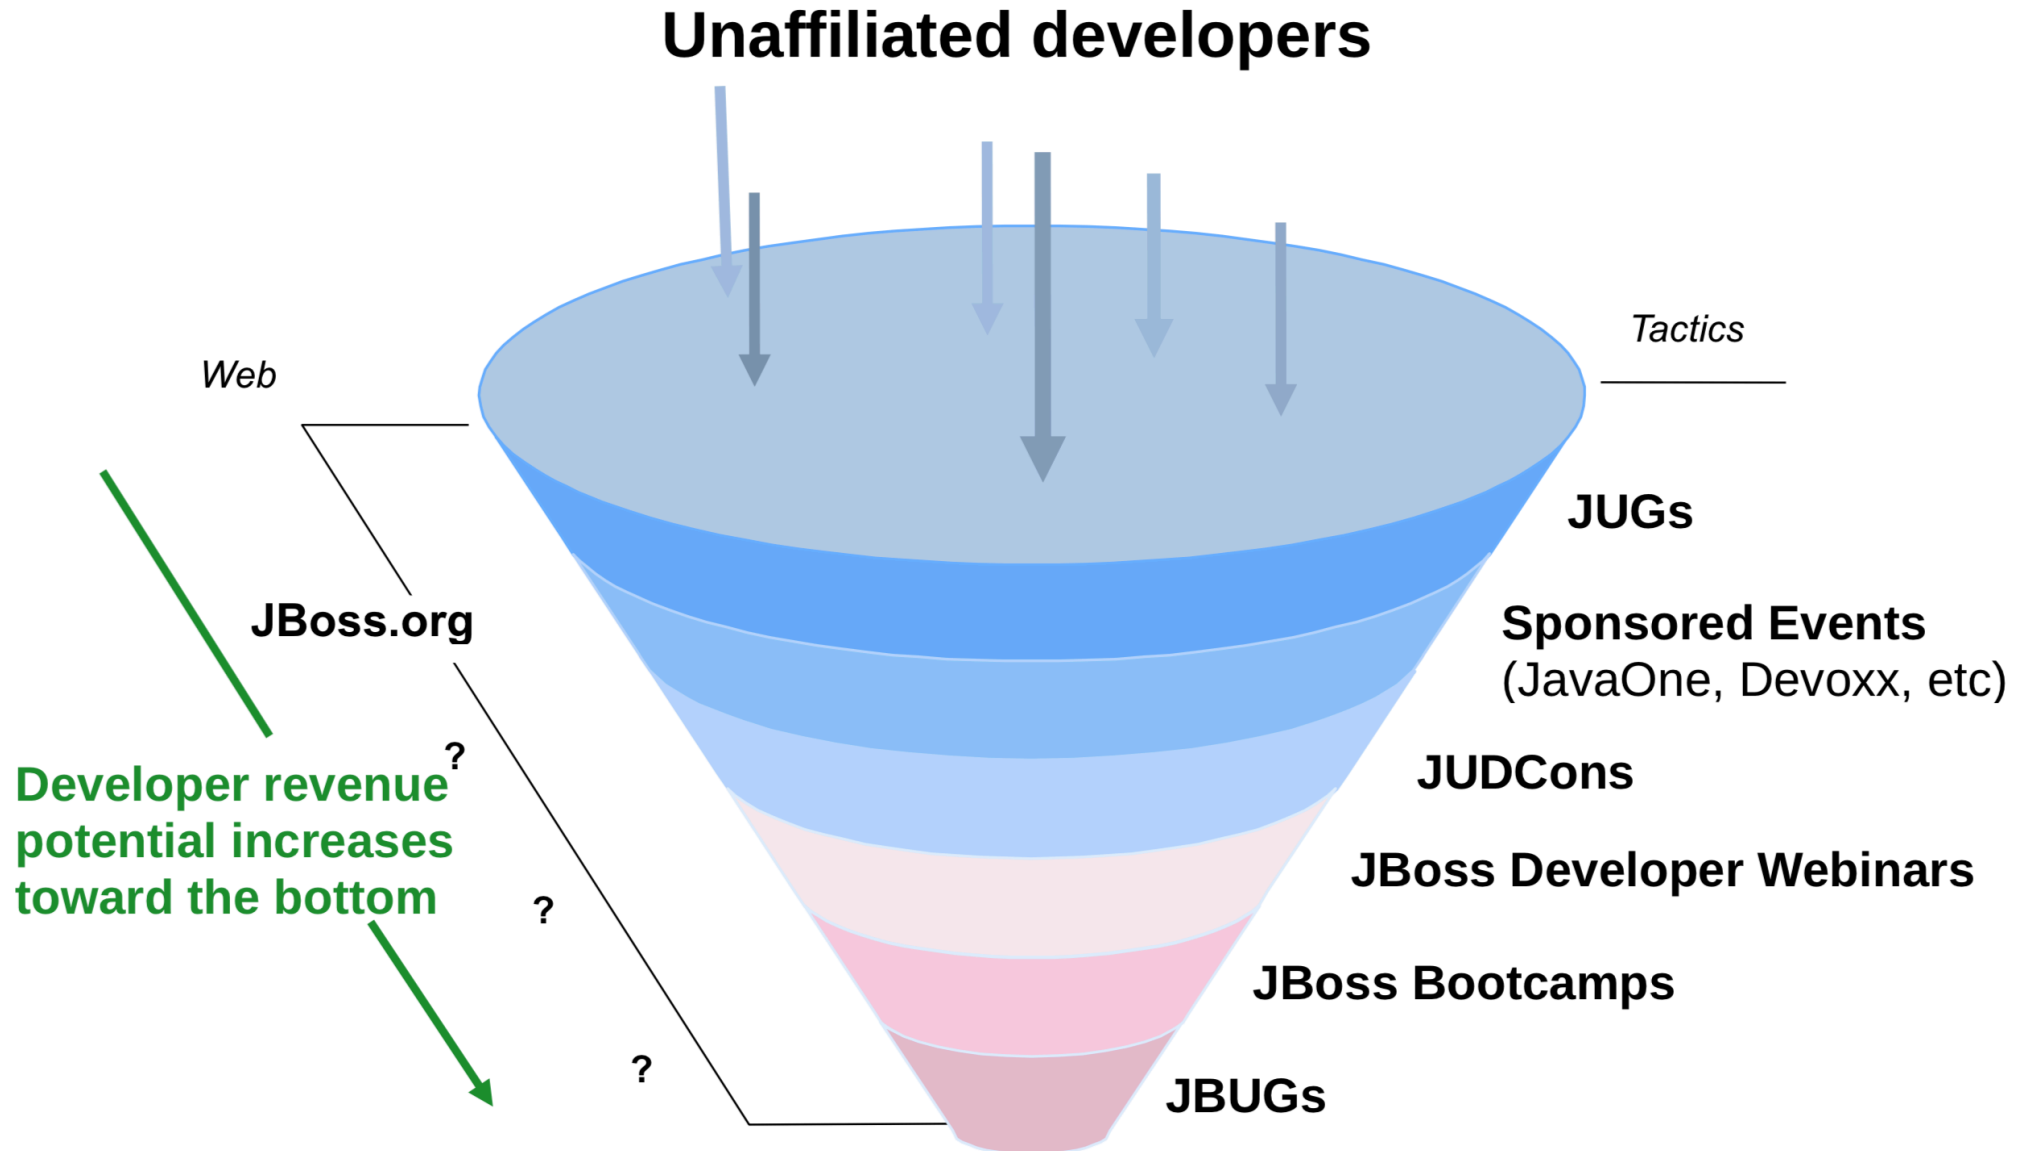 Unaffiliated developers
Tactics
Web
JUGs
JBoss.org
Sponsored Events
(JavaOne, Devoxx, etc)
?
Developer revenue
potential increases
toward the bottom
JUDCons
JBoss Developer Webinars
?
JBoss Bootcamps
?
JBUGs